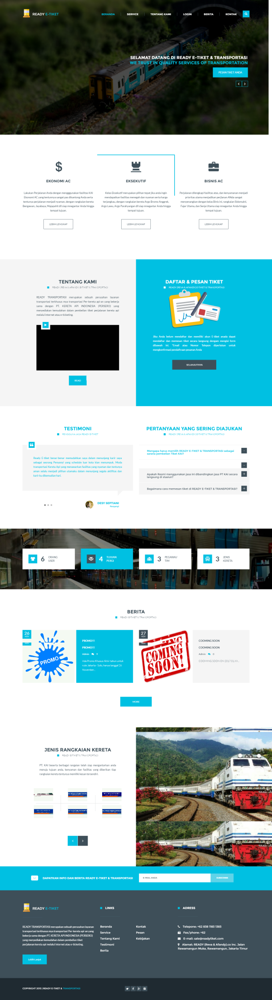 READY E-TIKET
BERANDA
SERVICE
TENTANG KAMI
LOGIN
BERITA
KONTAK
SELAMAT DATANG DI READY E-TIKET & TRANSPORTASI
WE TRUST IN QUALITY SERVICES OF TRANSPORTATION
PESAN TIKET ANDA
EKONOMI AC
Lakukan Perjalanan Anda dengan mengggunakan fasilitas KAI
Ekonomi AC yang tentunnya sangat pas dikantong Anda serta
tentunya perjalanan menjadi nyaman, dengan rangkaian kereta
Bengawan, Jayabaya, Majapahit dll siap mnegantar Anda hingga
tempat tujuan.
LEBIH LENGKAP
EKSEKUTIF
Kelas Eksekutif merupakan pilihan tepat jika anda ingin
mendapatkan fasilitas menegah dan nyaman serta harga
terjangkau, dengan rangkaian kereta Argo Bromo Anggrek,
Argo Lawu, Argo Parahyangan dll siap mnegantar Anda hingga
tempat tujuan.
LEBIH LENGKAP
BISNIS AC
Perjalanan dilengkapi fasilitas atas, dan kenyamanan menjadi
prioritas utama menjadikan perjlanan ANda sangat
menyenangkan dengan kelas Binis ini, rangkaian Sidomukti,
Fajar Utama, dan Senja Utama siap mnegantar Anda hingga
tempat tujuan.
LEBIH LENGKAP
TENTANG KAMI
READY (REVA & AFANDY) E-TIKET & TRANSPORTASI
READY TRANSPORTASI merupakan sebuah perusahan layanan
transportasi terkhusus mya transportasi Per-kereta api-an yang bekerja
sama dengan PT. KERETA API INDONESIA (PERSERO) yang
menyediakan kemudahan dalam pembelian tiket perjalanan kereta api
melalui internet atau e-ticketing.
READ
DAFTAR & PESAN TIKET
READY (REVA & AFANDY) E-TIKET & TRANSPORTASI
Jika Anda belum mendaftar dan memiliki akun E-tiket anada dapat
mendaftar dan memesan tiket secara langsung dengam mengisi form
dibawah ini. *Email atau Nomor Telepon diperlukan untuk
mengkonfirmasi pendaftraan pesanan Anda
SELANJUTNYA
TESTIMONI
PENGGUNA JASA READY E-TIKET
Ready E-tiket benar-benar memudahkan saya dalam menunjang karir saya
sebagai seorang Penyanyi yang schedule luar kota kian menumpuk. Moda
transportasi Kereta Api yang menawarkan fasilitas yang nyaman dan tentunya
aman selalu menjadi pilihan utamaku dalam menunjang segala aktifitas dan
karir ku dikemudian hari.
DESY SEPTIANI
Penyanyi
PERTANYAAN YANG SERING DIAJUKAN
READY (REVA & AFANDY) E-TIKET & TRANSPORTASI
Mengapa harus memilih READY E-TIKET & TRANSPORTASI sebagai
sarana pembelian Tiket KAI?
Apakah Resmi menggunakan jasa ini dibandingkan jasa PT KAI secara
langsung di stasiun?
Bagaimana cara memesan tiket di READY E-TIKET & TRANSPORTASI?
6 ORANG
USER
4 TUJUAN
PERGI
3 PEGAWAI/
TIM
3 JENIS
KERETA
BERITA
READY E-TIKET & TRANSPORTASI
26
NOV
NOV
PROMO
PROMO!!!
PROMO!!!
Admin 9
Ada Promo Khusus Akhir tahun untuk
rute Jakarta - Solo, hanya tanggal 26
November...
27
NOV
NOV
COMING
SOON!
COOMING SOON
COOMING SOON
Admin 0
COOMING SOON ON 2017.01.XX...
MORE
JENIS RANGKAIAN KERETA
READY E-TIKET & TRANSPORTASI
PT. KAI beserta berbagai rangaian telah siap mengantarkan anda
menuju tujuan anda, kenyaman dan fasilitas yang diberikan tiap
rangkaian kereta tentunya memiliki kesan tersendiri.
KA MAJAPAHIT
KA JAYABAYA
DAPATKAN INFO DAN BERITA READY E-TIKET & TRANSPORTASI
E-MAIL ANDA
SUBSCRIBE
READY E-TIKET
READY TRANSPORTASI merupakan sebuah perusahan layanan
transportasi terkhusus mya transportasi Per-kereta api-an yang
bekerja sama dengan PT. KERETA API INDONESIA (PERSERO)
yang menyediakan kemudahan dalam pembelian tiket
perjalanan kereta api melalui internet atau e-ticketing.
Lebih Lanjut
LINKS
Beranda
Service
Tentang Kami
Testimoni
Berita
Kontak
Pesan
Kebijakan
ADRESS
Telepone: +62 838 1183 1383
Fax/phone: +62
E-mail: sale@readytiket.com
Alamat: READY (Reva & Afandy).co inc. Jalan
Rawamangun Muka, Rawamangun, Jakarta Timur
COPYRIGHT 2015 | READY E-TIKET & TRANSPORTASI